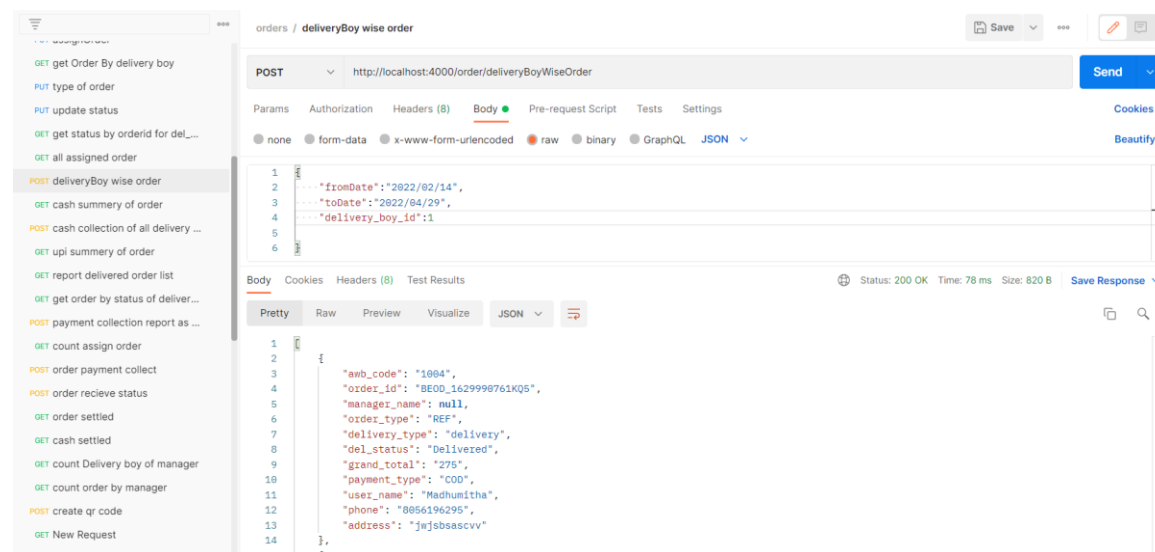 orders / deliveryBoy wise order
Save
PUT assignOrder
GET get Order By delivery boy
PUT type of order
PUT update status
GET get status by orderid for del_...
GET all assigned order
POST deliveryBoy wise order
GET cash summery of order
POST cash collection of all delivery ...
GET upi summery of order
GET report delivered order list
GET get order by status of deliver...
POST payment collection report as ...
GET count assign order
POST order payment collect
POST order recieve status
GET order settled
GET cash settled
GET count Delivery boy of manager
GET count order by manager
POST create qr code
GET New Request
POST http://localhost:4000/order/deliveryBoyWiseOrder Send
Params Authorization Headers (8) Body Pre-request Script Tests Settings Cookies
none form-data x-www-form-urlencoded raw binary GraphQL JSON Beautify
1 {
2 "fromDate":"2022/02/14",
3 "toDate":"2022/04/29",
4 "delivery_boy_id":1
5
6 }
Body Cookies Headers (8) Test Results Status: 200 OK Time: 78 ms Size: 820 B Save Response
Pretty Raw Preview Visualize JSON
1 [
2 {
3 "awb_code": "1004",
4 "order_id": "BEOD_1629990761KQ5",
5 "manager_name": null,
6 "order_type": "REF",
7 "delivery_type": "delivery",
8 "del_status": "Delivered",
9 "grand_total": "275",
10 "payment_type": "COD",
11 "user_name": "Madhumitha",
12 "phone": "8056196295",
13 "address": "jwjsbsascvv"
14 },